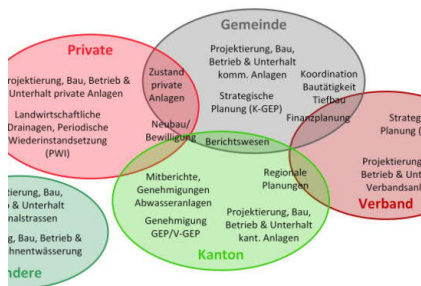 Gemeinde
Projektierung, Bau,
Betrieb & Unterhalt
komm. Anlagen
Strategische
Planung (K-GEP)
Koordination
Bautätigkeit
Tiefbau
Finanzplanung
Private
Projektierung, Bau, Betrieb &
Unterhalt private Anlagen
Landwirtschaftliche
Drainagen, Periodische
Wiederinstandsetzung
(PWI)
Zustand
private
Anlagen
Neubau/
Bewilligung
Berichtswesen
Strateg
Planung (
Projektierung,
Betrieb & Unt
Verbandsanl
Verband
Regionale
Planungen
Mitberichte,
Genehmigungen
Abwasseranlagen
Genehmigung
GEP/V-GEP
Projektierung, Bau,
Betrieb & Unterhalt
kant. Anlagen
Kanton
tierung, Bau,
b & Unterhalt
nalstrassen
g, Bau, Betrieb &
hnentwässerung
ndere